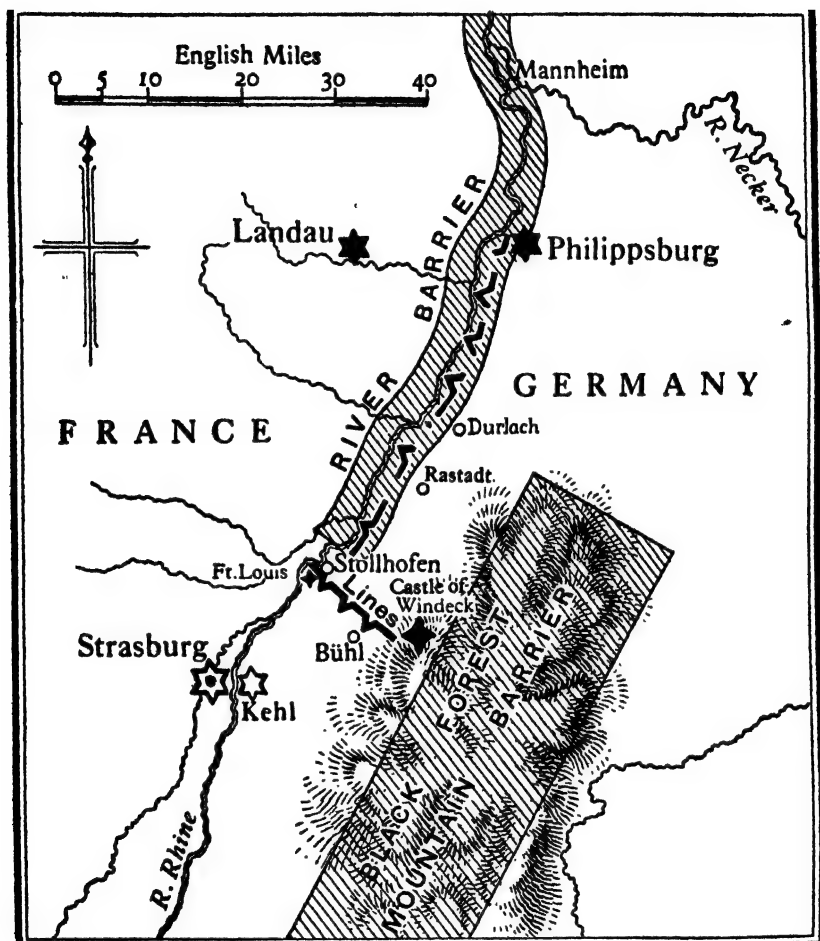 English Miles
0 5 10 20 30 40
Mannheim
R. Necker
Landau
Philippsburg
RIVER BARRIER
GERMANY
FRANCE
Durlach
Rastadt.
Ft. Louis
Stollhofen
Lines
Castle of
Windeck
Strasburg
Bühl
Kehl
BLACK FOREST
MOUNTAIN BARRIER
R. Rhine